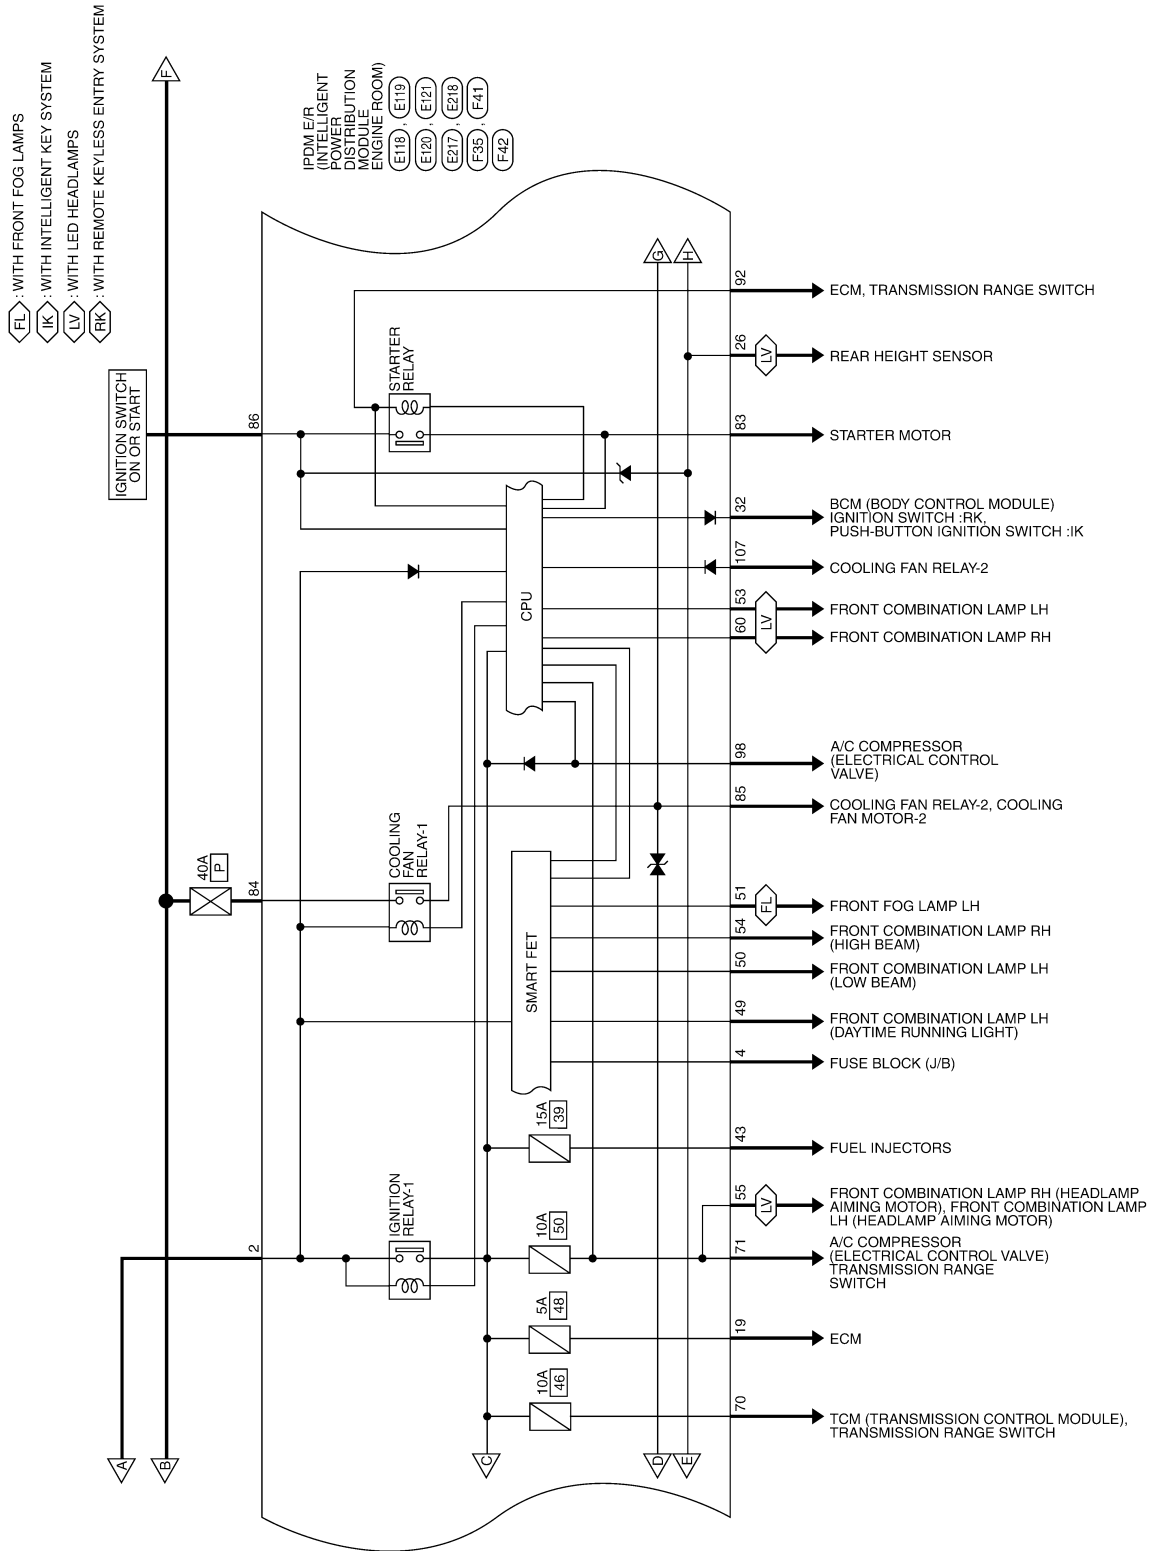 FL : WITH FRONT FOG LAMPS
IK : WITH INTELLIGENT KEY SYSTEM
LV : WITH LED HEADLAMPS
RK : WITH REMOTE KEYLESS ENTRY SYSTEM
F
IPDM E/R
(INTELLIGENT
POWER
DISTRIBUTION
MODULE
ENGINE ROOM)
E118 , E119
E120 , E121
E217 , E218
F35 , F41
F42
G
H
92
ECM, TRANSMISSION RANGE SWITCH
26
LV
REAR HEIGHT SENSOR
STARTER
RELAY
IGNITION SWITCH
ON OR START
86
83
STARTER MOTOR
32
BCM (BODY CONTROL MODULE)
IGNITION SWITCH :RK,
PUSH-BUTTON IGNITION SWITCH :IK
107
COOLING FAN RELAY-2
CPU
53
FRONT COMBINATION LAMP LH
LV
60
FRONT COMBINATION LAMP RH
98
A/C COMPRESSOR
(ELECTRICAL CONTROL
VALVE)
85
COOLING FAN RELAY-2, COOLING
FAN MOTOR-2
COOLING
FAN
RELAY-1
40A
P
84
51
FL
FRONT FOG LAMP LH
54
FRONT COMBINATION LAMP RH
(HIGH BEAM)
SMART FET
50
FRONT COMBINATION LAMP LH
(LOW BEAM)
49
FRONT COMBINATION LAMP LH
(DAYTIME RUNNING LIGHT)
4
FUSE BLOCK (J/B)
15A
39
43
FUEL INJECTORS
IGNITION
RELAY-1
55
LV
FRONT COMBINATION LAMP RH (HEADLAMP
AIMING MOTOR), FRONT COMBINATION LAMP
LH (HEADLAMP AIMING MOTOR)
2
10A
50
71
A/C COMPRESSOR
(ELECTRICAL CONTROL VALVE)
TRANSMISSION RANGE
SWITCH
5A
48
19
ECM
10A
46
70
TCM (TRANSMISSION CONTROL MODULE),
TRANSMISSION RANGE SWITCH
A
B
C
D
E